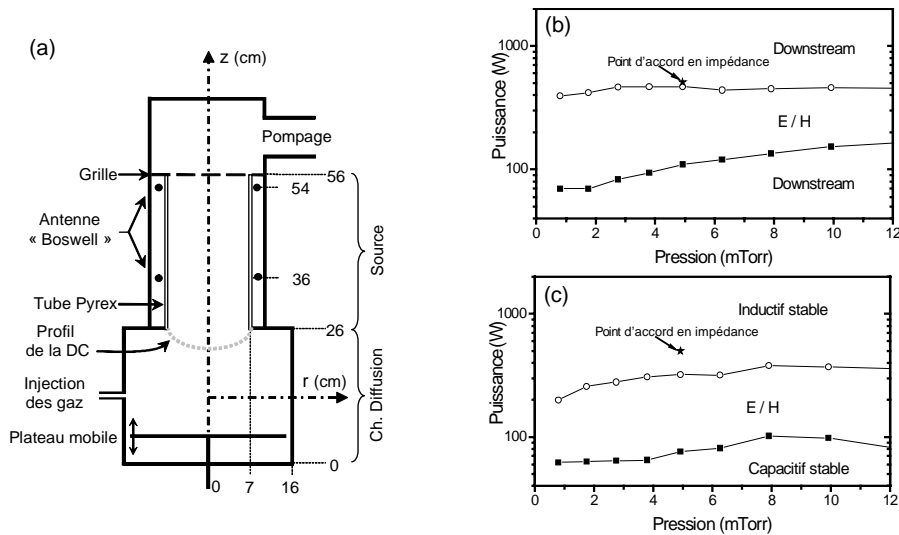 (a)
z (cm)
Pompage
Grille
56
54
Antenne
« Boswell »
Source
36
Tube Pyrex
26
Profil
de la DC
Injection
des gaz
r (cm)
Ch. Diffusion
Plateau mobile
0
0 7 16
(b)
Puissance (W)
1000
100
Downstream
Point d'accord en impédance
E / H
Downstream
0 2 4 6 8 10 12
Pression (mTorr)
(c)
Puissance (W)
1000
100
Inductif stable
Point d'accord en impédance
E / H
Capacitif stable
0 2 4 6 8 10 12
Pression (mTorr)